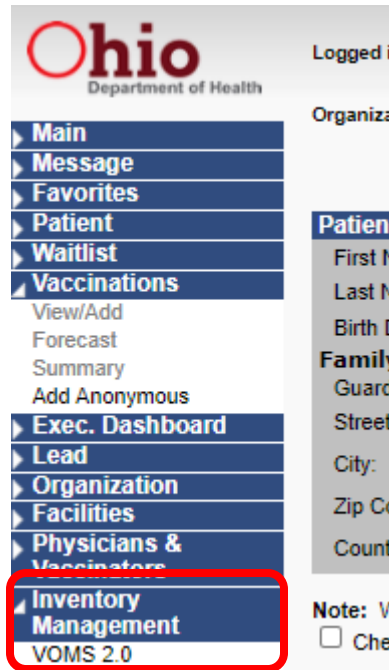 Ohio
Department of Health
Main
Message
Favorites
Patient
Waitlist
Vaccinations
View/Add
Forecast
Summary
Add Anonymous
Exec. Dashboard
Lead
Organization
Facilities
Physicians &
Vaccinators
Inventory
Management
VOMS 2.0
Logged i
Organiza
Patien
First N
Last N
Birth D
Family
Guard
Street
City:
Zip Co
Count
Note: W
Che